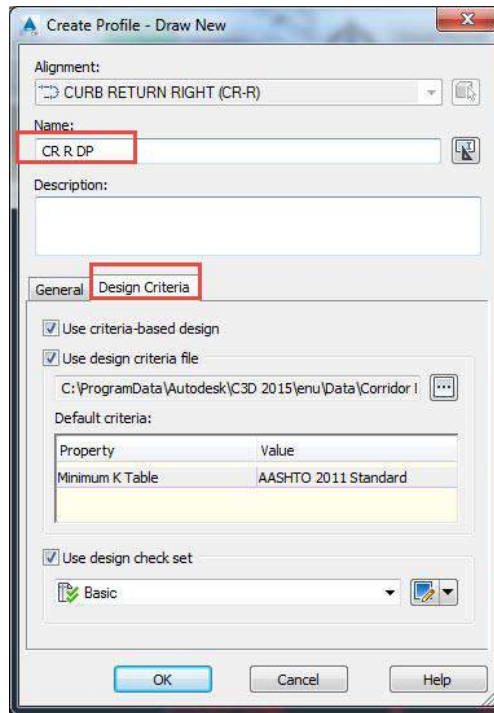 Create Profile - Draw New
Alignment:
CURB RETURN RIGHT (CR-R)
Name:
CR R DP
Description:
General Design Criteria
Use criteria-based design
Use design criteria file
C:\ProgramData\Autodesk\C3D 2015\enu\Data\Corridor
Default criteria:
Property Value
Minimum K Table AASHTO 2011 Standard
Use design check set
Basic
OK Cancel Help